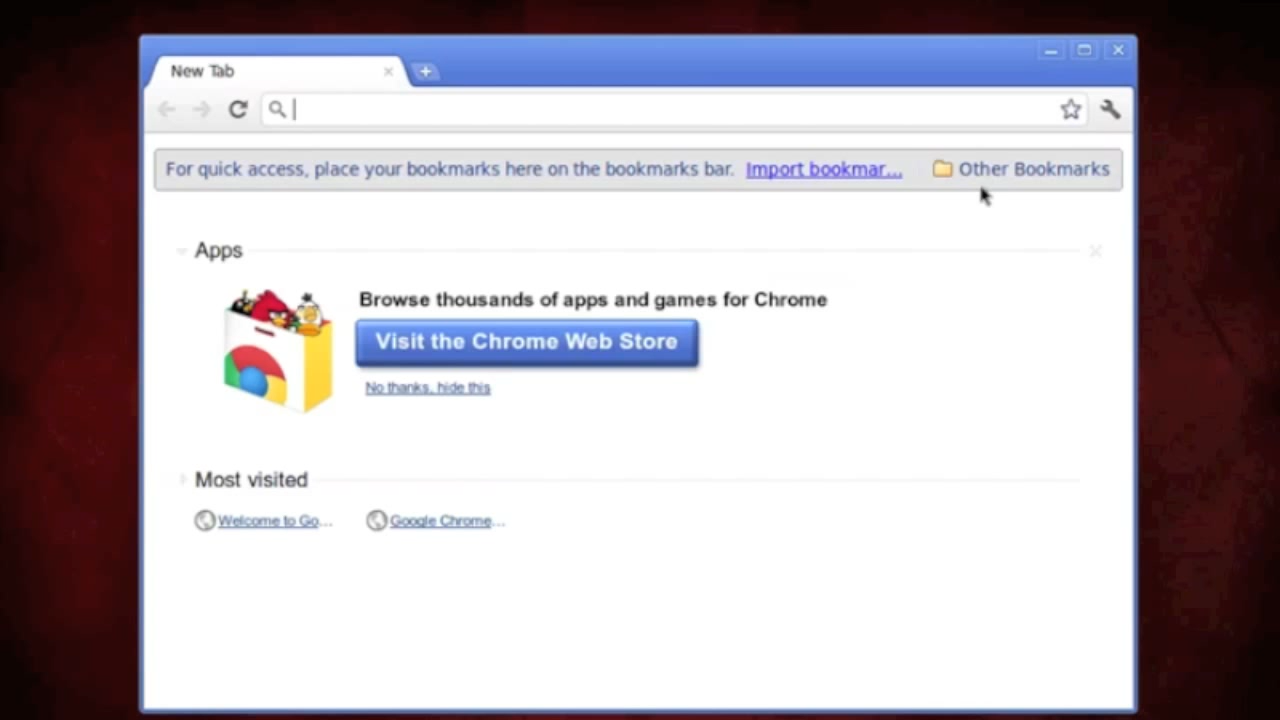 New Tab
For quick access, place your bookmarks here on the bookmarks bar. Import bookmar... Other Bookmarks
Apps
Browse thousands of apps and games for Chrome
Visit the Chrome Web Store
No thanks, hide this
Most visited
Welcome to Go... Google Chrome...